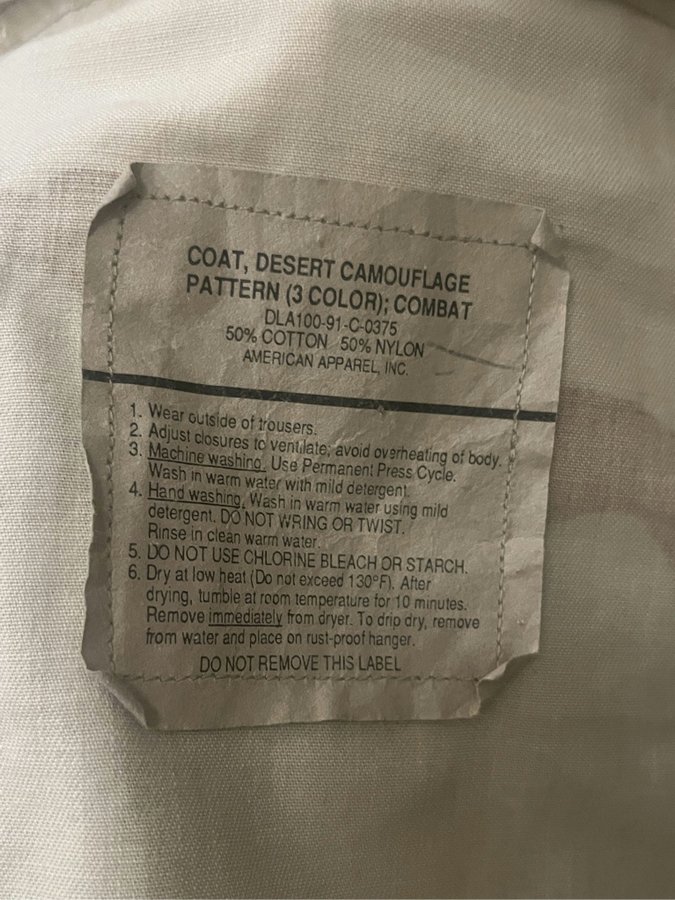 COAT, DESERT CAMOUFLAGE
PATTERN (3 COLOR); COMBAT
DLA100-91-C-0375
50% COTTON 50% NYLON
AMERICAN APPAREL, INC.
1. Wear outside of trousers.
2. Adjust closures to ventilate; avoid overheating of body.
3. Machine washing. Use Permanent Press Cycle.
Wash in warm water with mild detergent.
4. Hand washing. Wash in warm water using mild
detergent. DO NOT WRING OR TWIST.
Rinse in clean warm water.
5. DO NOT USE CHLORINE BLEACH OR STARCH.
6. Dry at low heat (Do not exceed 130°F). After
drying, tumble at room temperature for 10 minutes.
Remove immediately from dryer. To drip dry, remove
from water and place on rust-proof hanger.
DO NOT REMOVE THIS LABEL